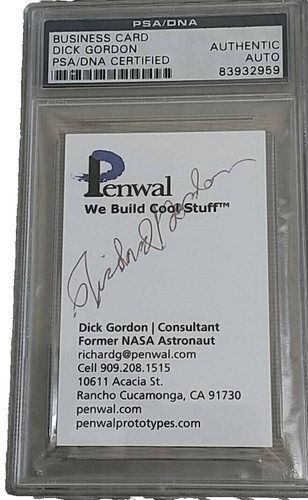 PSA/DNA
BUSINESS CARD
DICK GORDON
PSA/DNA CERTIFIED
AUTHENTIC
AUTO
83932959
Penwal
We Build Cool Stuff™
Richard Gordon
Dick Gordon | Consultant
Former NASA Astronaut
richardg@penwal.com
Cell 909.208.1515
10611 Acacia St.
Rancho Cucamonga, CA 91730
penwal.com
penwalprototypes.com